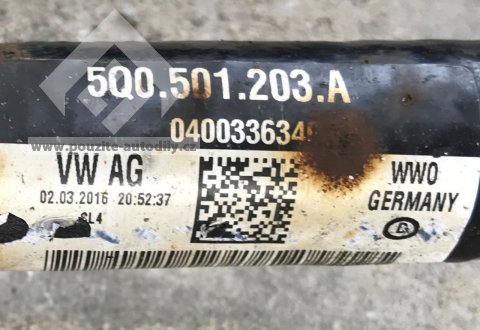 5Q0.501.203.A
040033634
www.pouzite-autodily.cz
VW AG
WWO
02.03.2016 20:52:37
GERMANY
SL4